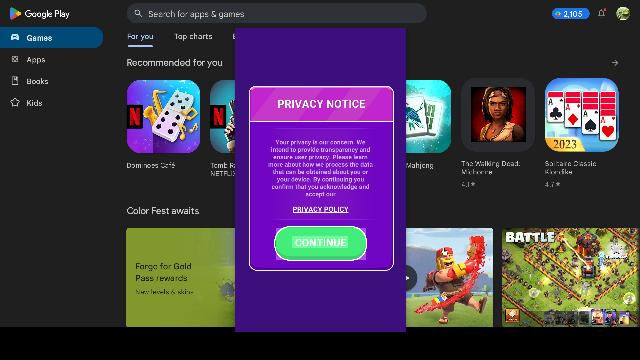 Google Play
Search for apps & games
2,105
Games
Apps
Books
Kids
For you
Top charts
Recommended for you
Dominoes Café
Tomb
NETFLIX
Mahjong
The Walking Dead:
Michonne
4.1★
Solitaire Classic
Klondike
4.7★
2023
PRIVACY NOTICE
Your privacy is our concern. We
intend to provide transparency and
ensure user privacy. Please learn
more about how we process the data
that can be obtained about you or
your device. By continuing you
confirm that you acknowledge and
accept our
PRIVACY POLICY
CONTINUE
Color Fest awaits
Forge for Gold
Pass rewards
New levels & skins
BATTLE